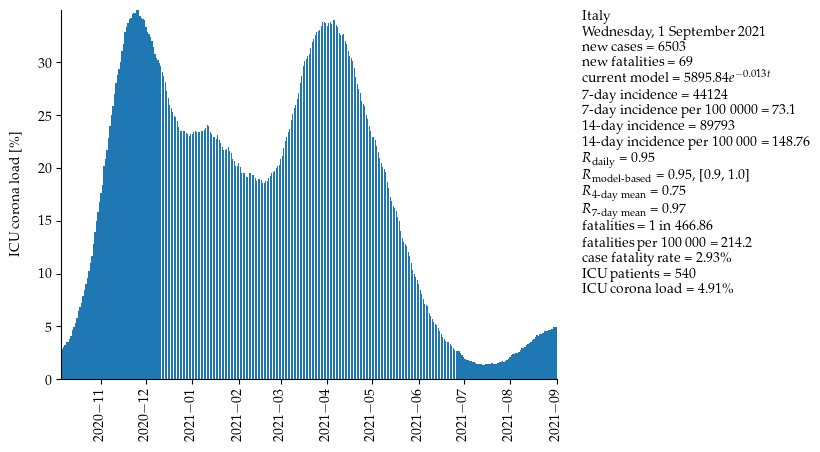 Italy
Wednesday, 1 September 2021
new cases = 6503
new fatalities = 69
current model = 5895.84e^{−0.013t}
7-day incidence = 44124
7-day incidence per 100 0000 = 73.1
14-day incidence = 89793
14-day incidence per 100 000 = 148.76
R_daily = 0.95
R_model-based = 0.95, [0.9, 1.0]
R_4-day mean = 0.75
R_7-day mean = 0.97
fatalities = 1 in 466.86
fatalities per 100 000 = 214.2
case fatality rate = 2.93%
ICU patients = 540
ICU corona load = 4.91%
ICU corona load [%]
30
25
20
15
10
5
0
2020−11
2020−12
2021−01
2021−02
2021−03
2021−04
2021−05
2021−06
2021−07
2021−08
2021−09